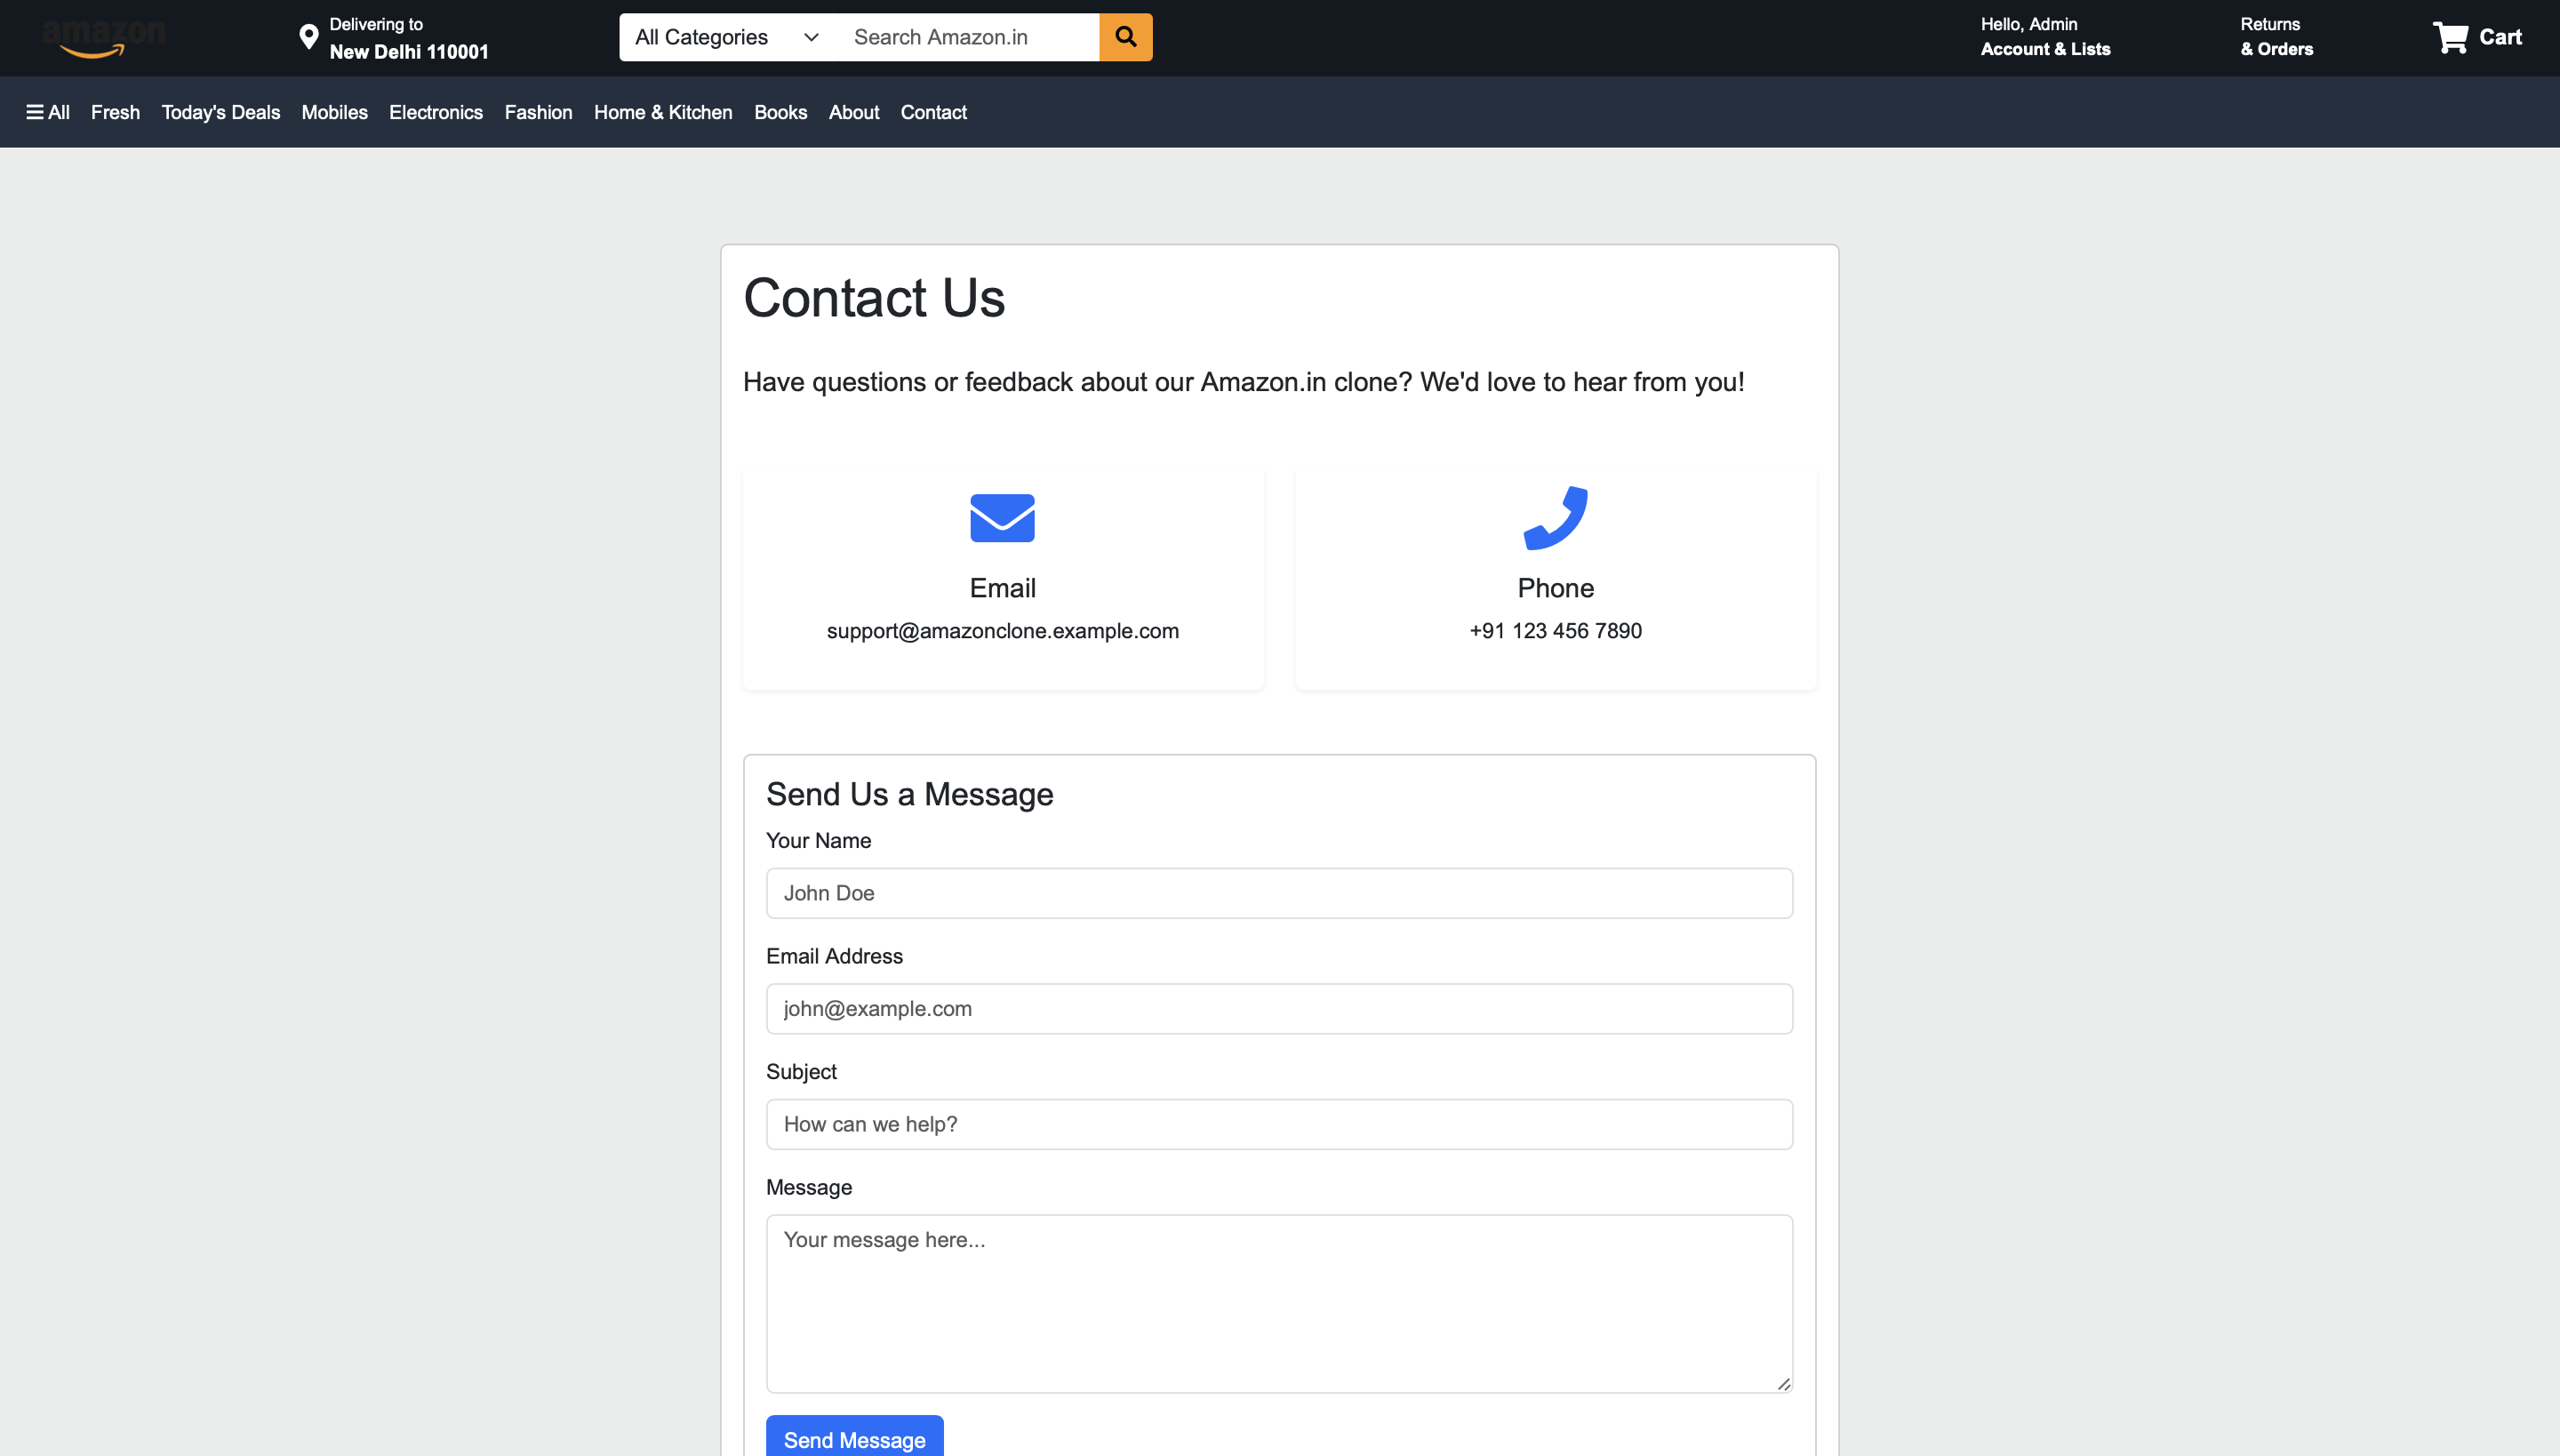 amazon
Delivering to
New Delhi 110001
All Categories
Search Amazon.in
Hello, Admin
Account & Lists
Returns
& Orders
Cart
All Fresh Today's Deals Mobiles Electronics Fashion Home & Kitchen Books About Contact
Contact Us
Have questions or feedback about our Amazon.in clone? We'd love to hear from you!
Email
support@amazonclone.example.com
Phone
+91 123 456 7890
Send Us a Message
Your Name
John Doe
Email Address
john@example.com
Subject
How can we help?
Message
Your message here...
Send Message